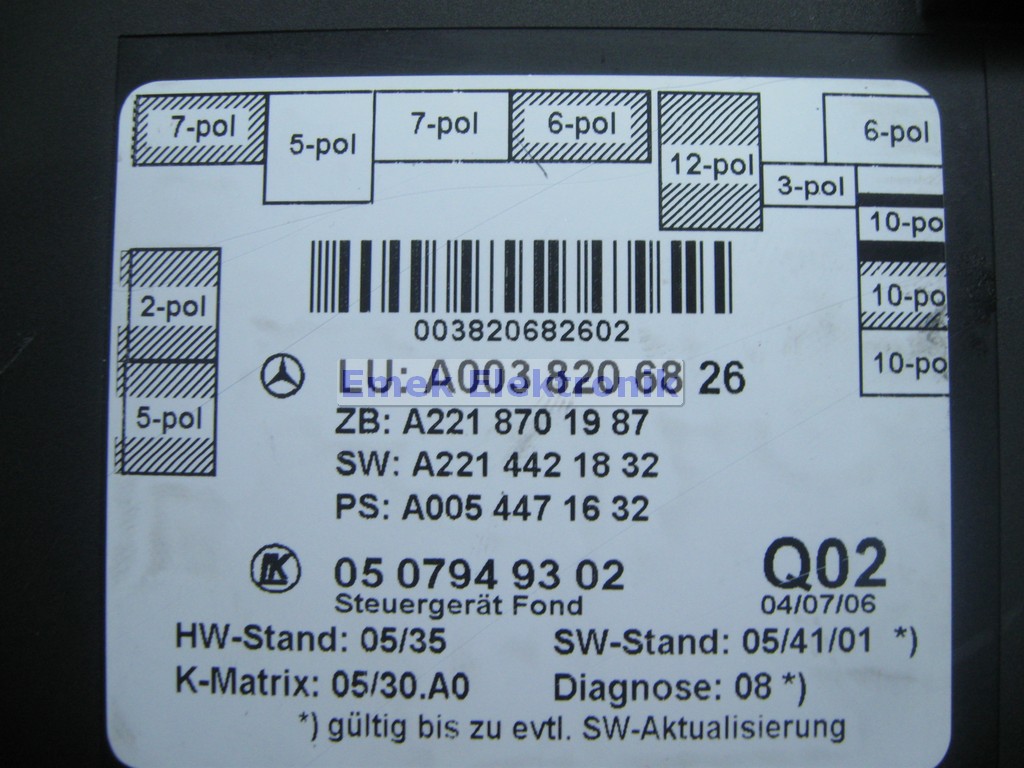 7-pol
5-pol
7-pol
6-pol
12-pol
3-pol
6-pol
10-po
10-po
10-po
2-pol
5-pol
003820682602
LU: A003 820 68 26
Emek Elektronik
ZB: A221 870 19 87
SW: A221 442 18 32
PS: A005 447 16 32
05 0794 93 02
Q02
Steuergerät Fond
04/07/06
HW-Stand: 05/35
SW-Stand: 05/41/01 *)
K-Matrix: 05/30.A0
Diagnose: 08 *)
*) gültig bis zu evtl. SW-Aktualisierung